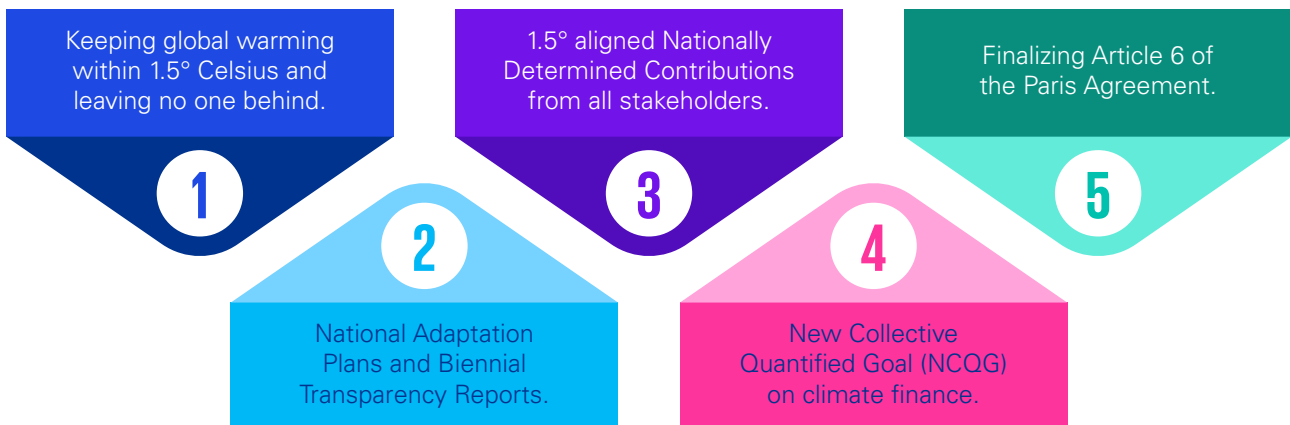 Keeping global warming
within 1.5° Celsius and
leaving no one behind.
1
2
National Adaptation
Plans and Biennial
Transparency Reports.
1.5° aligned Nationally
Determined Contributions
from all stakeholders.
3
4
New Collective
Quantified Goal (NCQG)
on climate finance.
Finalizing Article 6 of
the Paris Agreement.
5